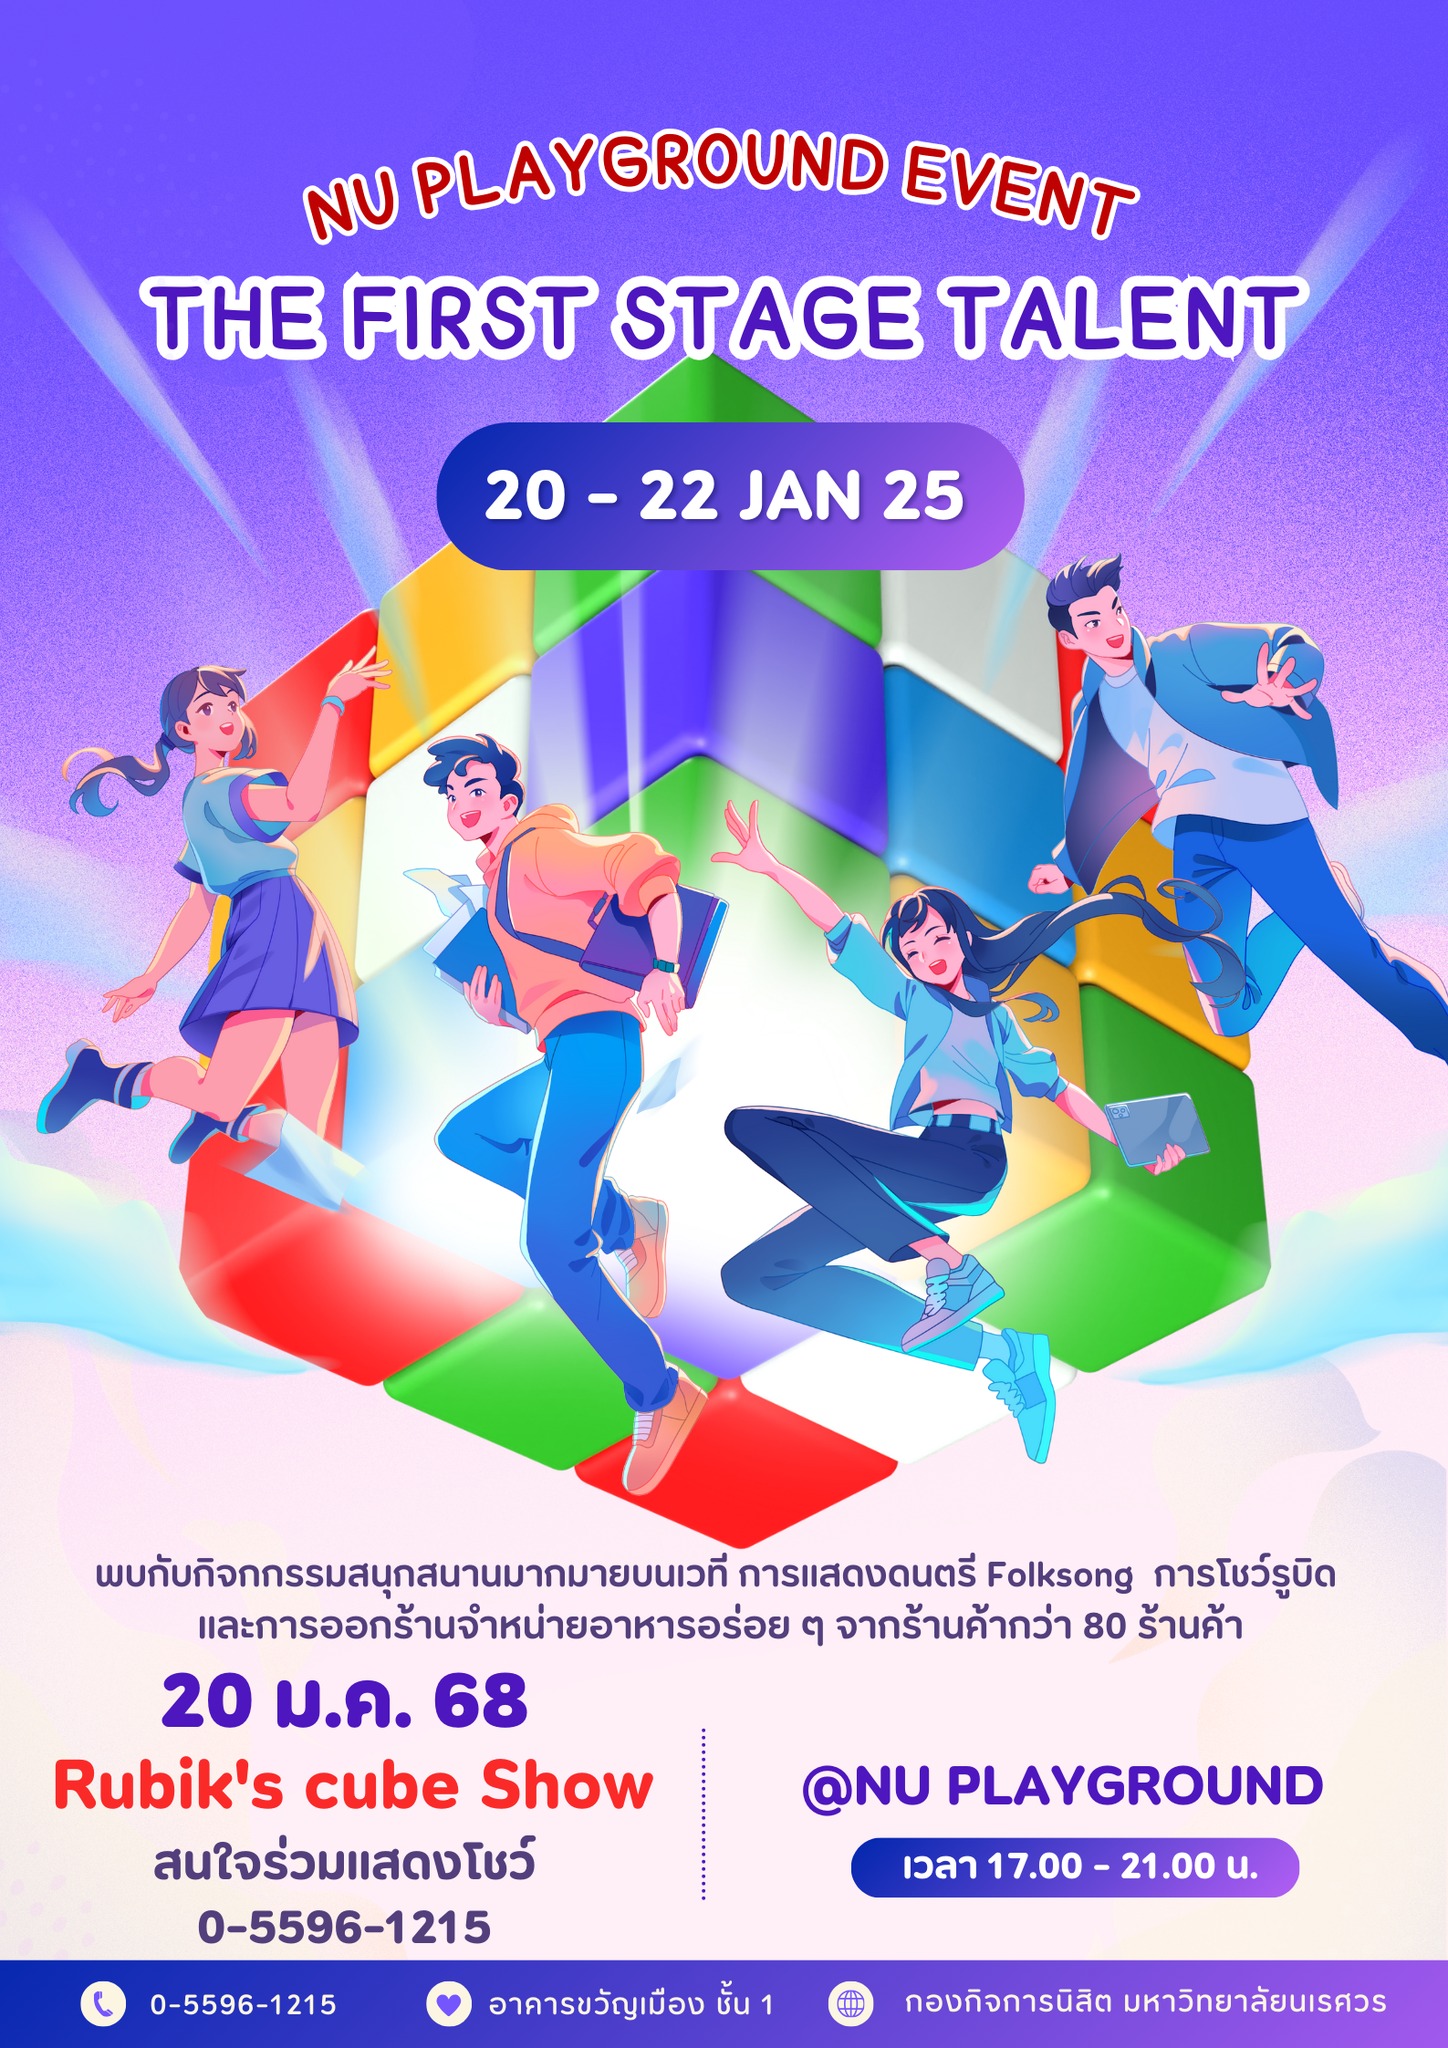 NU PLAYGROUND EVENT
THE FIRST STAGE TALENT
20 - 22 JAN 25
พบกับกิจกกรรมสนุกสนานมากมายบนเวที การแสดงดนตรี Folksong การโชว์รูบิด
และการออกร้านจำหน่ายอาหารอร่อย ๆ จากร้านค้ากว่า 80 ร้านค้า
20 ม.ค. 68
Rubik's cube Show
สนใจร่วมแสดงโชว์
0-5596-1215
@NU PLAYGROUND
เวลา 17.00 - 21.00 น.
0-5596-1215
อาคารขวัญเมือง ชั้น 1
กองกิจการนิสิต มหาวิทยาลัยนเรศวร